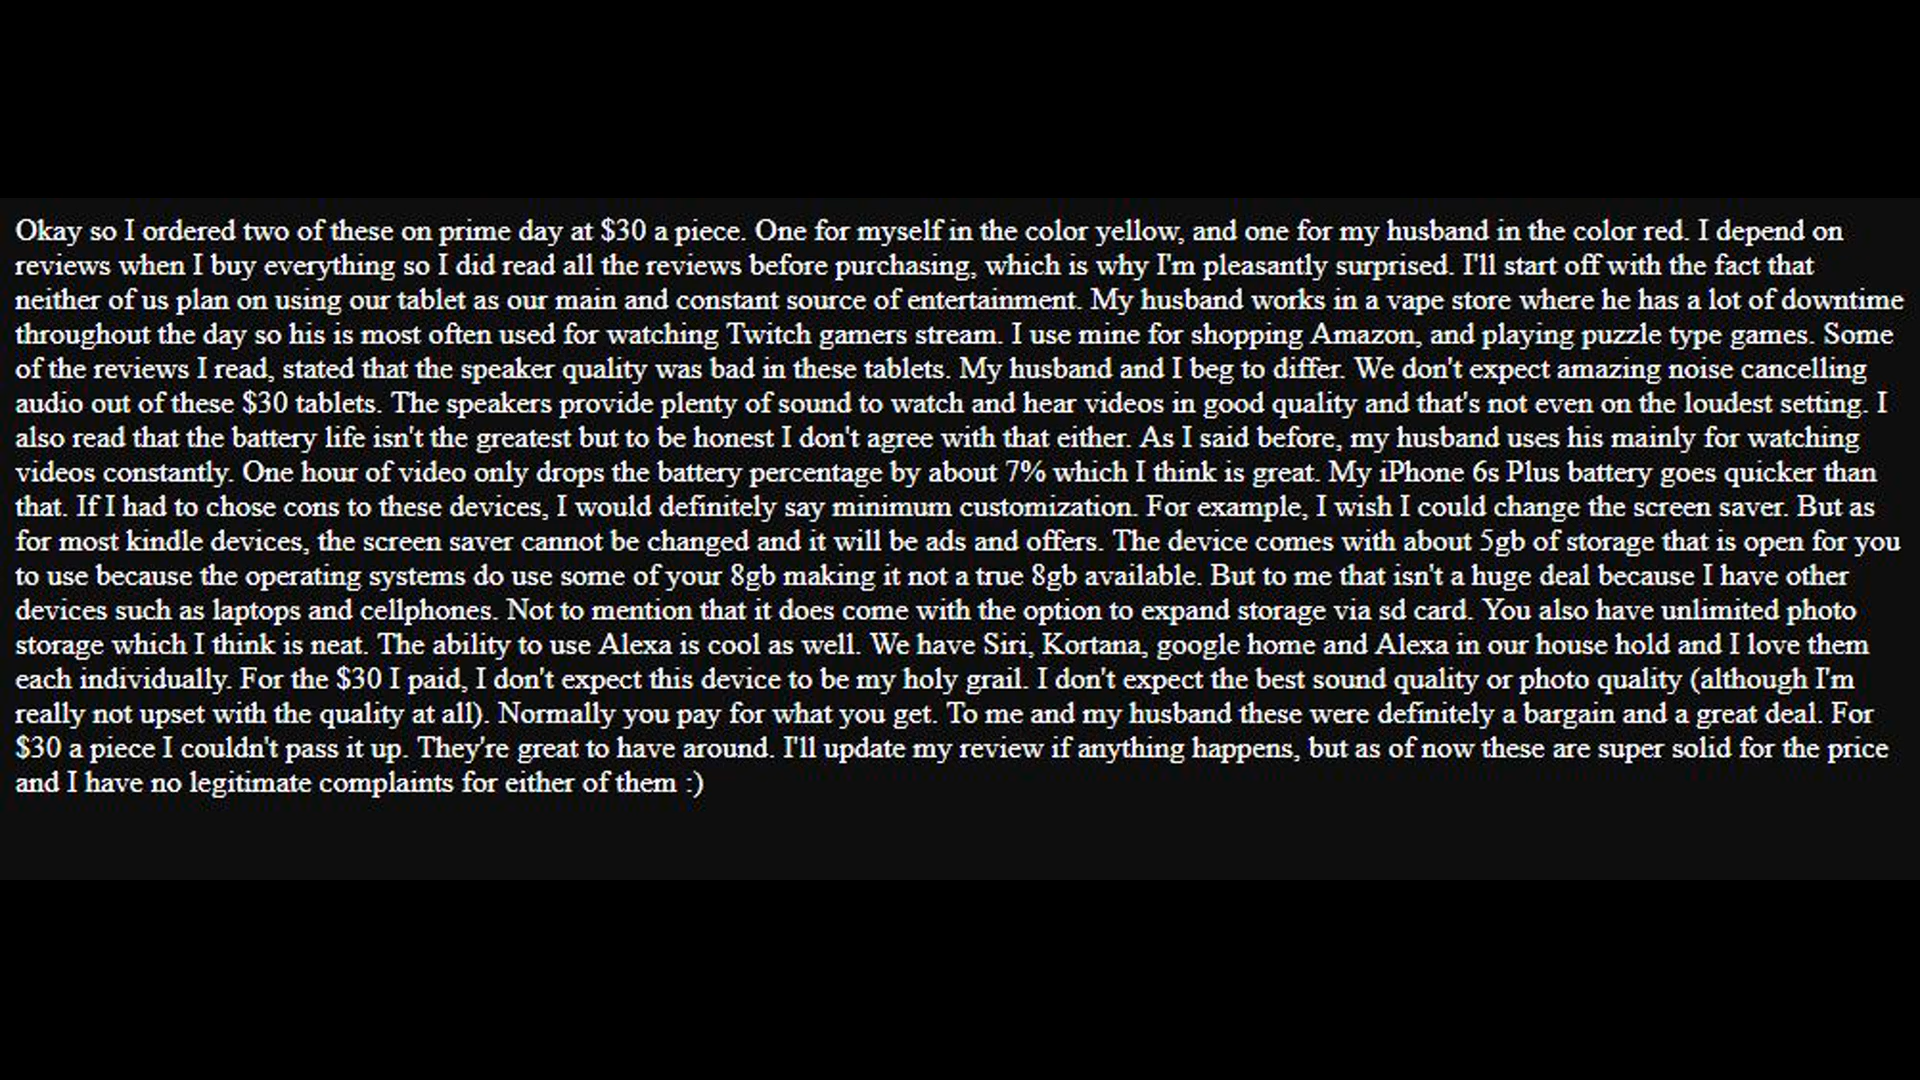 Okay so I ordered two of these on prime day at $30 a piece. One for myself in the color yellow, and one for my husband in the color red. I depend on
reviews when I buy everything so I did read all the reviews before purchasing, which is why I'm pleasantly surprised. I'll start off with the fact that
neither of us plan on using our tablet as our main and constant source of entertainment. My husband works in a vape store where he has a lot of downtime
throughout the day so his is most often used for watching Twitch gamers stream. I use mine for shopping Amazon, and playing puzzle type games. Some
of the reviews I read, stated that the speaker quality was bad in these tablets. My husband and I beg to differ. We don't expect amazing noise cancelling
audio out of these $30 tablets. The speakers provide plenty of sound to watch and hear videos in good quality and that's not even on the loudest setting. I
also read that the battery life isn't the greatest but to be honest I don't agree with that either. As I said before, my husband uses his mainly for watching
videos constantly. One hour of video only drops the battery percentage by about 7% which I think is great. My iPhone 6s Plus battery goes quicker than
that. If I had to chose cons to these devices, I would definitely say minimum customization. For example, I wish I could change the screen saver. But as
for most kindle devices, the screen saver cannot be changed and it will be ads and offers. The device comes with about 5gb of storage that is open for you
to use because the operating systems do use some of your 8gb making it not a true 8gb available. But to me that isn't a huge deal because I have other
devices such as laptops and cellphones. Not to mention that it does come with the option to expand storage via sd card. You also have unlimited photo
storage which I think is neat. The ability to use Alexa is cool as well. We have Siri, Kortana, google home and Alexa in our house hold and I love them
each individually. For the $30 I paid, I don't expect this device to be my holy grail. I don't expect the best sound quality or photo quality (although I'm
really not upset with the quality at all). Normally you pay for what you get. To me and my husband these were definitely a bargain and a great deal. For
$30 a piece I couldn't pass it up. They're great to have around. I'll update my review if anything happens, but as of now these are super solid for the price
and I have no legitimate complaints for either of them :)